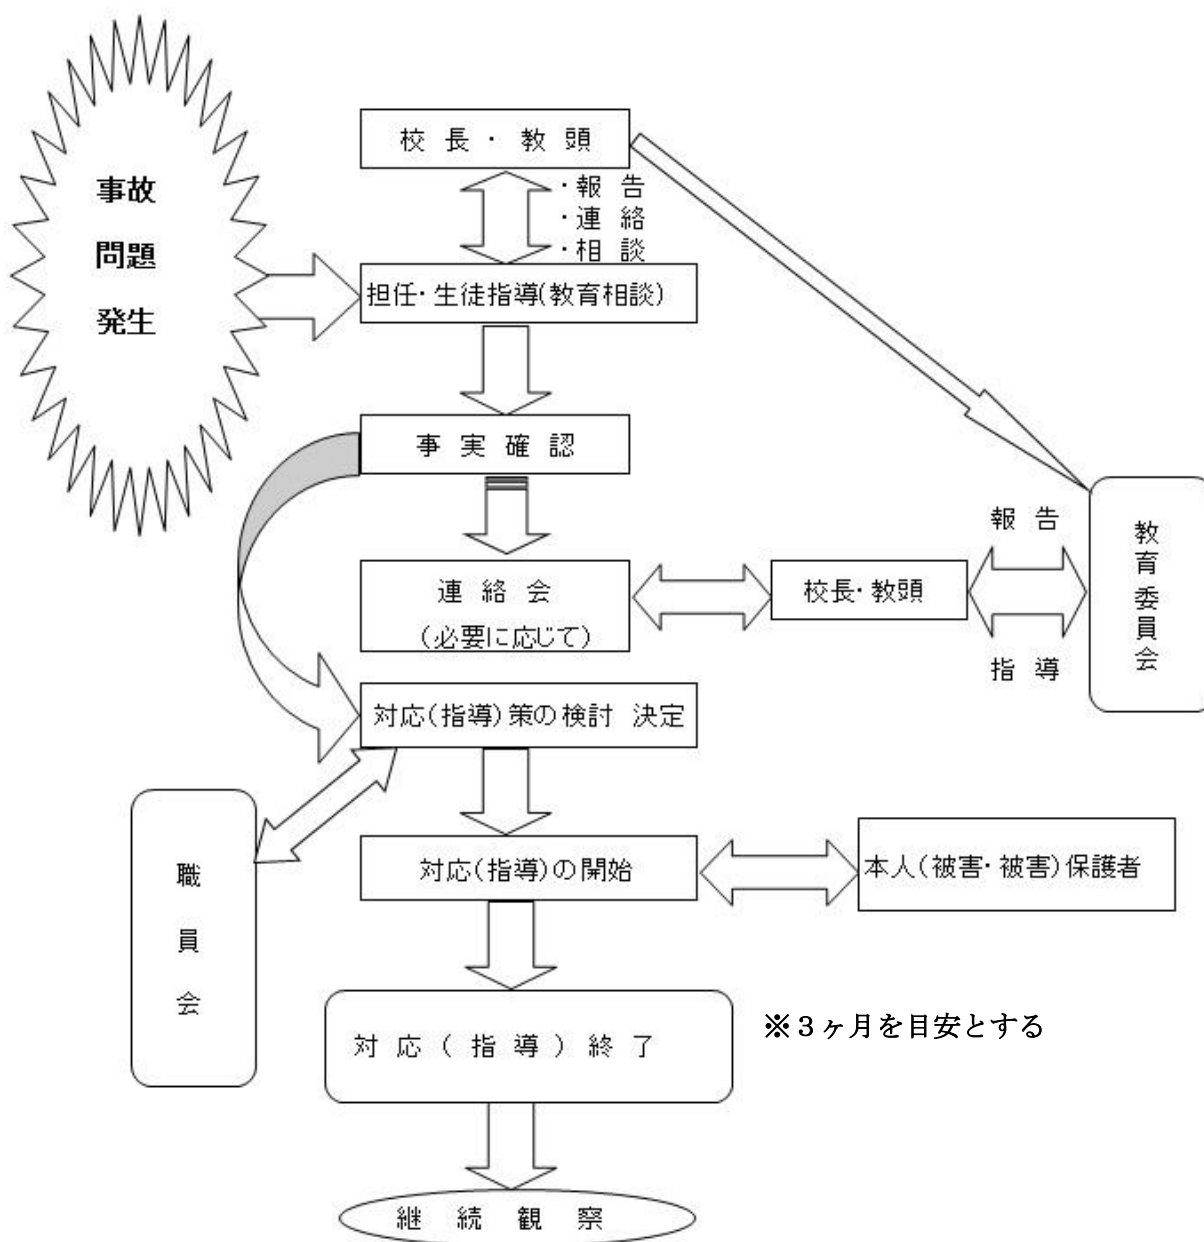 事故
問題
発生
校長・教頭
・報告
・連絡
・相談
担任・生徒指導(教育相談)
事実確認
連絡会
(必要に応じて)
校長・教頭
報告
指導
教育委員会
対応(指導)策の検討 決定
職員会
対応(指導)の開始
本人(被害・被害)保護者
対応(指導)終了
※3ヶ月を目安とする
継続観察